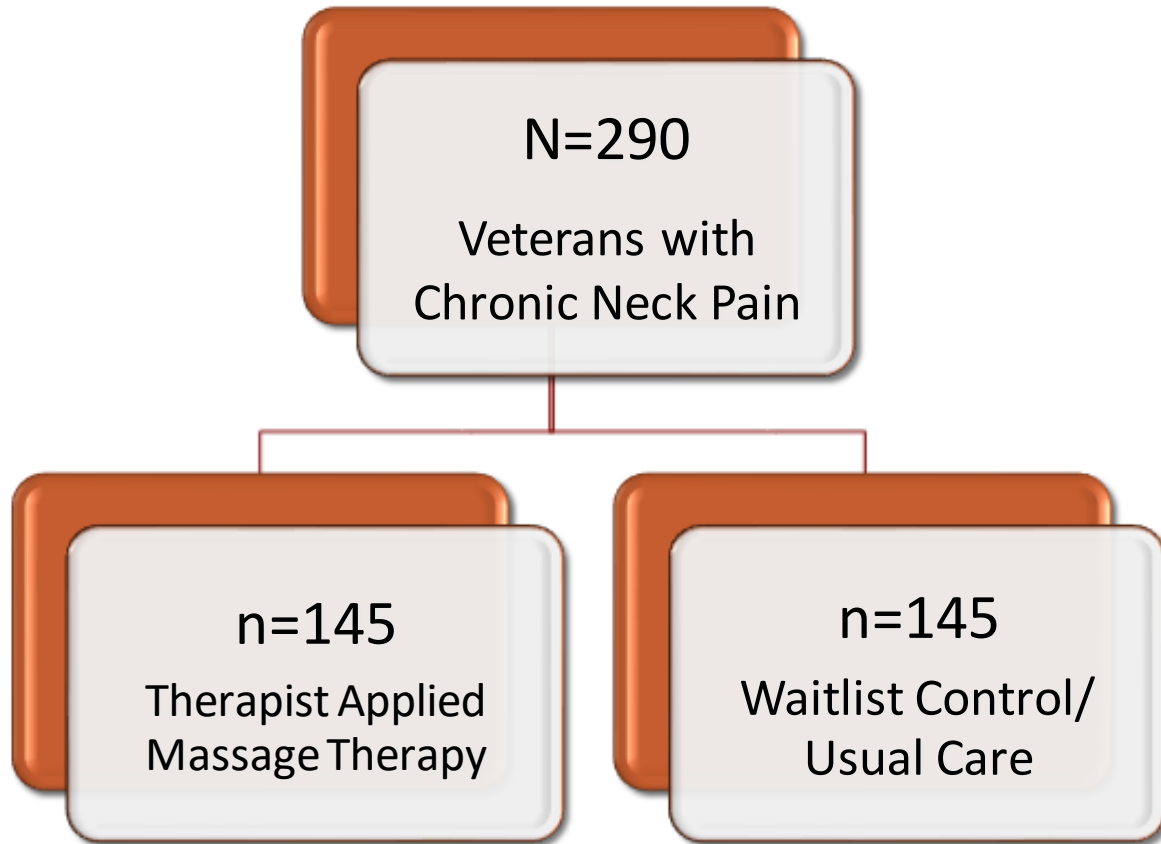 N=290
Veterans with
Chronic Neck Pain
n=145
Therapist Applied
Massage Therapy
n=145
Waitlist Control/
Usual Care